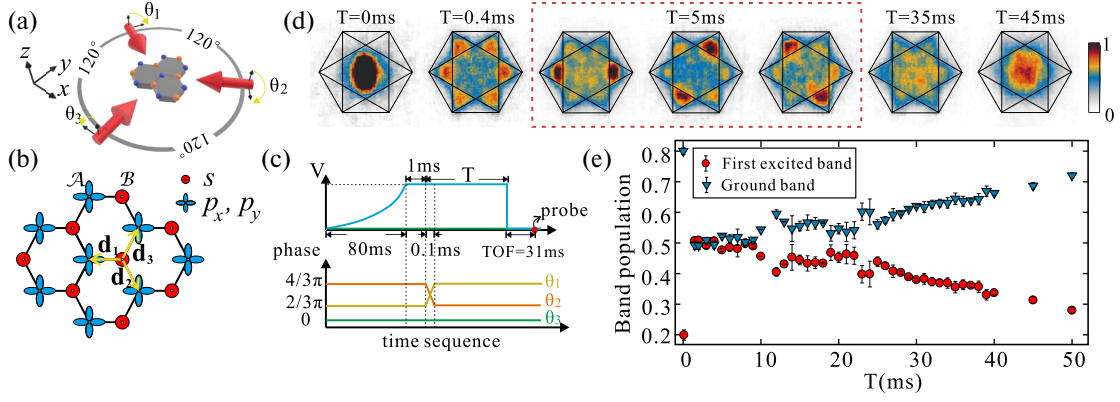 (a)
z
y
x
θ1
120°
120°
120°
θ2
θ3
(b)
𝒜
ℬ
s
px, py
d1
d2
d3
(c)
V
1ms
T
probe
80ms
0.1ms
TOF=31ms
phase
4/3π
2/3π
0
θ1
θ2
θ3
time sequence
(d)
T=0ms
T=0.4ms
T=5ms
T=35ms
T=45ms
1
0
(e)
Band population
0.8
0.7
0.6
0.5
0.4
0.3
0.2
First excited band
Ground band
0
10
20
30
40
50
T(ms)